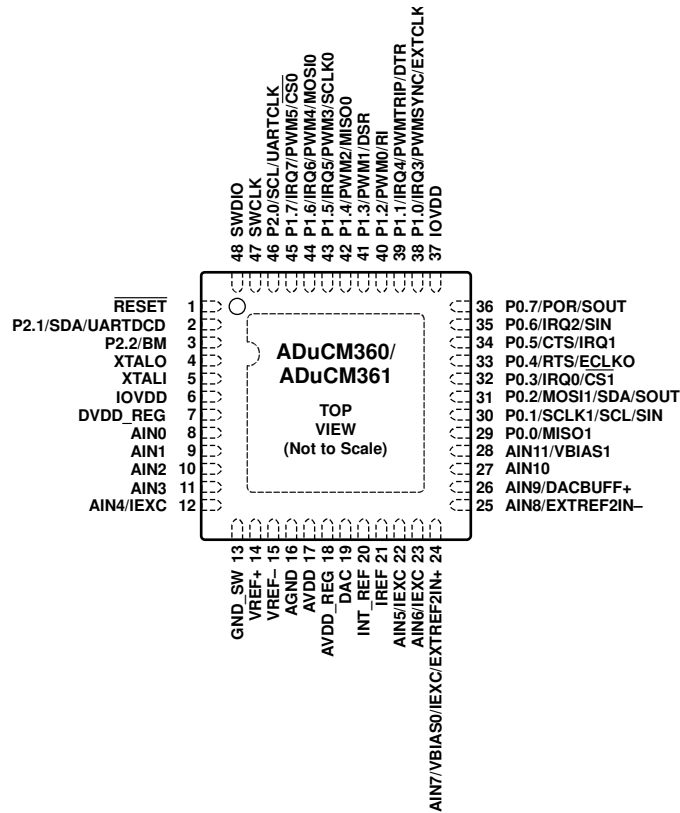 48 SWDIO
47 SWCLK
46 P2.0/SCL/UARTCLK
45 P1.7/IRQ7/PWM5/CS0
44 P1.6/IRQ6/PWM4/MOSI0
43 P1.5/IRQ5/PWM3/SCLK0
42 P1.4/PWM2/MISO0
41 P1.3/PWM1/DSR
40 P1.2/PWM0/RI
39 P1.1/IRQ4/PWMTRIP/DTR
38 P1.0/IRQ3/PWMSYNC/EXTCLK
37 IOVDD
RESET 1
P2.1/SDA/UARTDCD 2
P2.2/BM 3
XTALO 4
XTALI 5
IOVDD 6
DVDD_REG 7
AIN0 8
AIN1 9
AIN2 10
AIN3 11
AIN4/IEXC 12
ADuCM360/
ADuCM361
TOP
VIEW
(Not to Scale)
36 P0.7/POR/SOUT
35 P0.6/IRQ2/SIN
34 P0.5/CTS/IRQ1
33 P0.4/RTS/ECLKO
32 P0.3/IRQ0/CS1
31 P0.2/MOSI1/SDA/SOUT
30 P0.1/SCLK1/SCL/SIN
29 P0.0/MISO1
28 AIN11/VBIAS1
27 AIN10
26 AIN9/DACBUFF+
25 AIN8/EXTREF2IN–
GND_SW 13
VREF+ 14
VREF– 15
AGND 16
AVDD 17
AVDD_REG 18
DAC 19
INT_REF 20
IREF 21
AIN5/IEXC 22
AIN6/IEXC 23
AIN7/VBIAS0/IEXC/EXTREF2IN+ 24